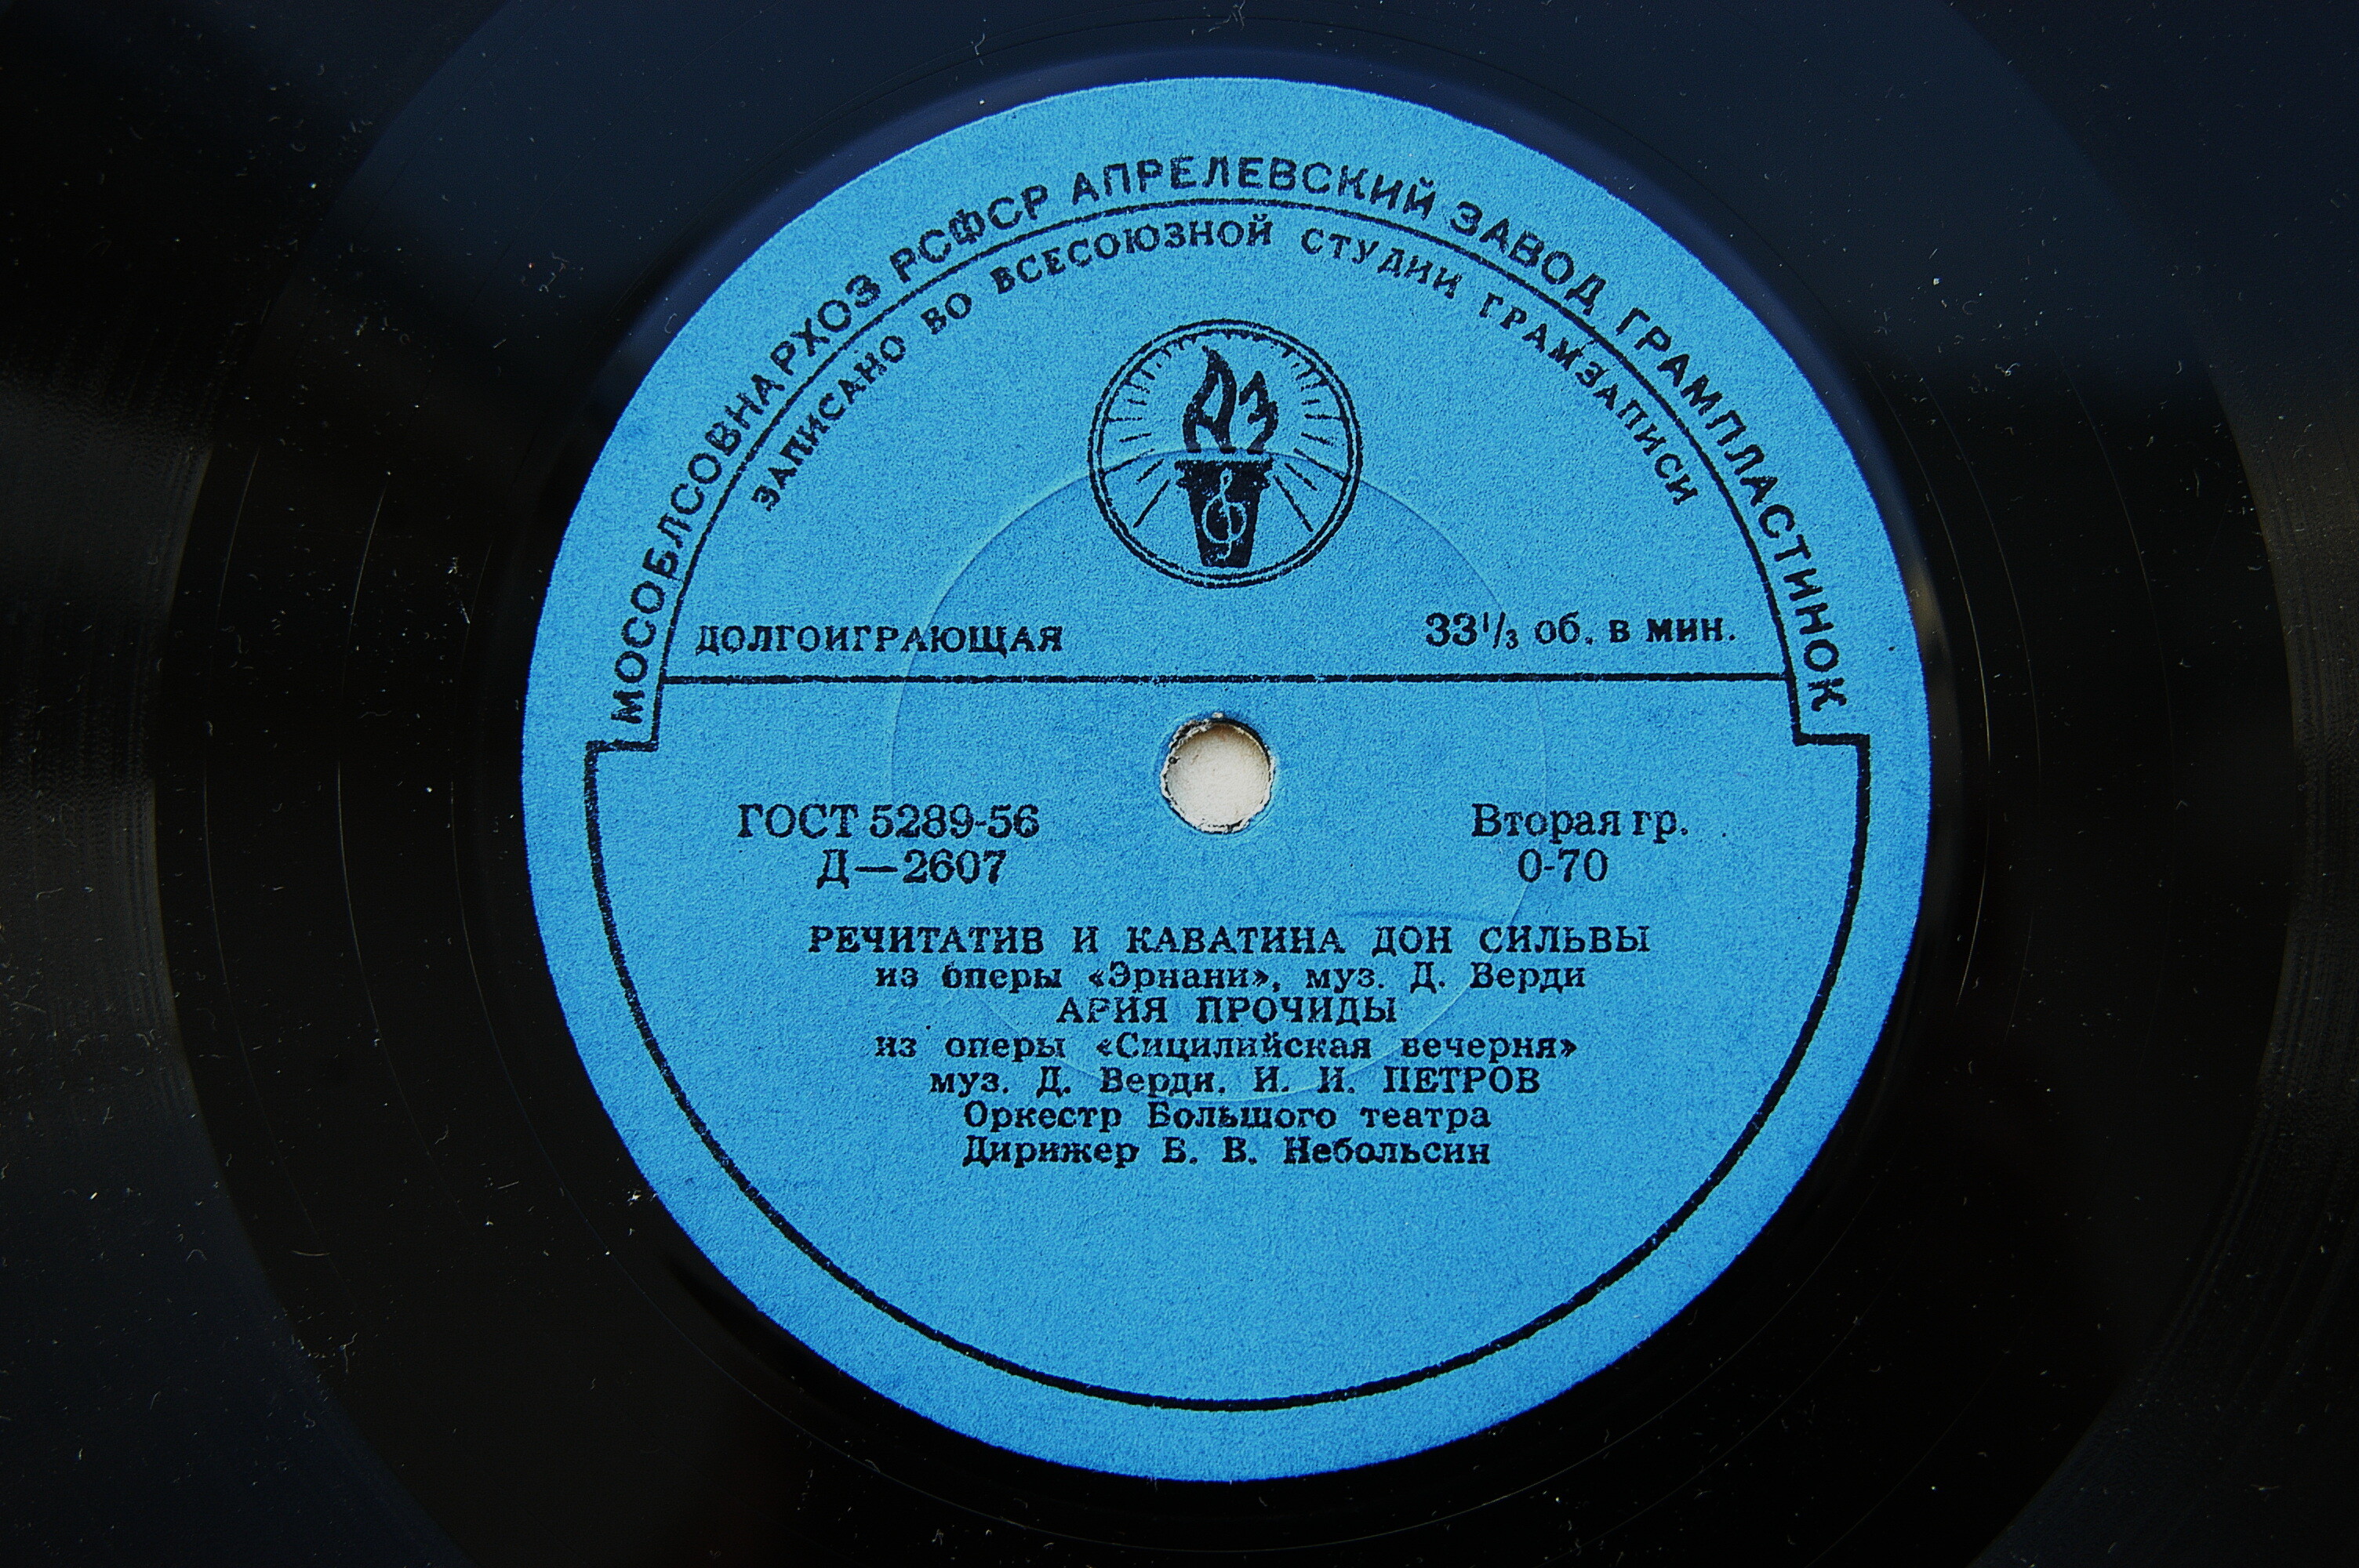 МОСОБЛСОВНАРХОЗ РСФСР АПРЕЛЕВСКИЙ ЗАВОД ГРАМПЛАСТИНОК
ЗАПИСАНО ВО ВСЕСОЮЗНОЙ СТУДИИ ГРАМЗАПИСИ
ДОЛГОИГРАЮЩАЯ
33 1/3 об. в мин.
ГОСТ 5289-56
Д—2607
Вторая гр.
0-70
РЕЧИТАТИВ И КАВАТИНА ДОН СИЛЬВЫ
из оперы «Эрнани», муз. Д. Верди
АРИЯ ПРОЧИДЫ
из оперы «Сицилийская вечерня»
муз. Д. Верди. И. И. ПЕТРОВ
Оркестр Большого театра
Дирижер В. В. Небольсин